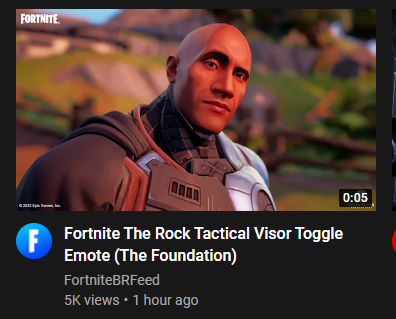 FORTNITE.
© 2023 Epic Games, Inc.
0:05
Fortnite The Rock Tactical Visor Toggle
Emote (The Foundation)
FortniteBRFeed
5K views • 1 hour ago